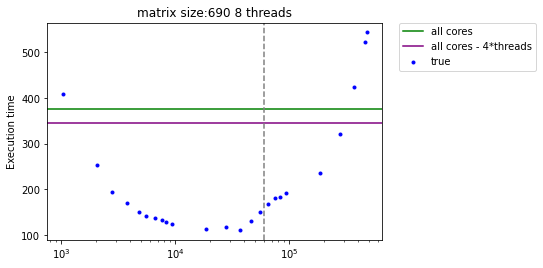 matrix size:690 8 threads
all cores
all cores - 4*threads
true
Execution time
500
400
300
200
100
10³
10⁴
10⁵